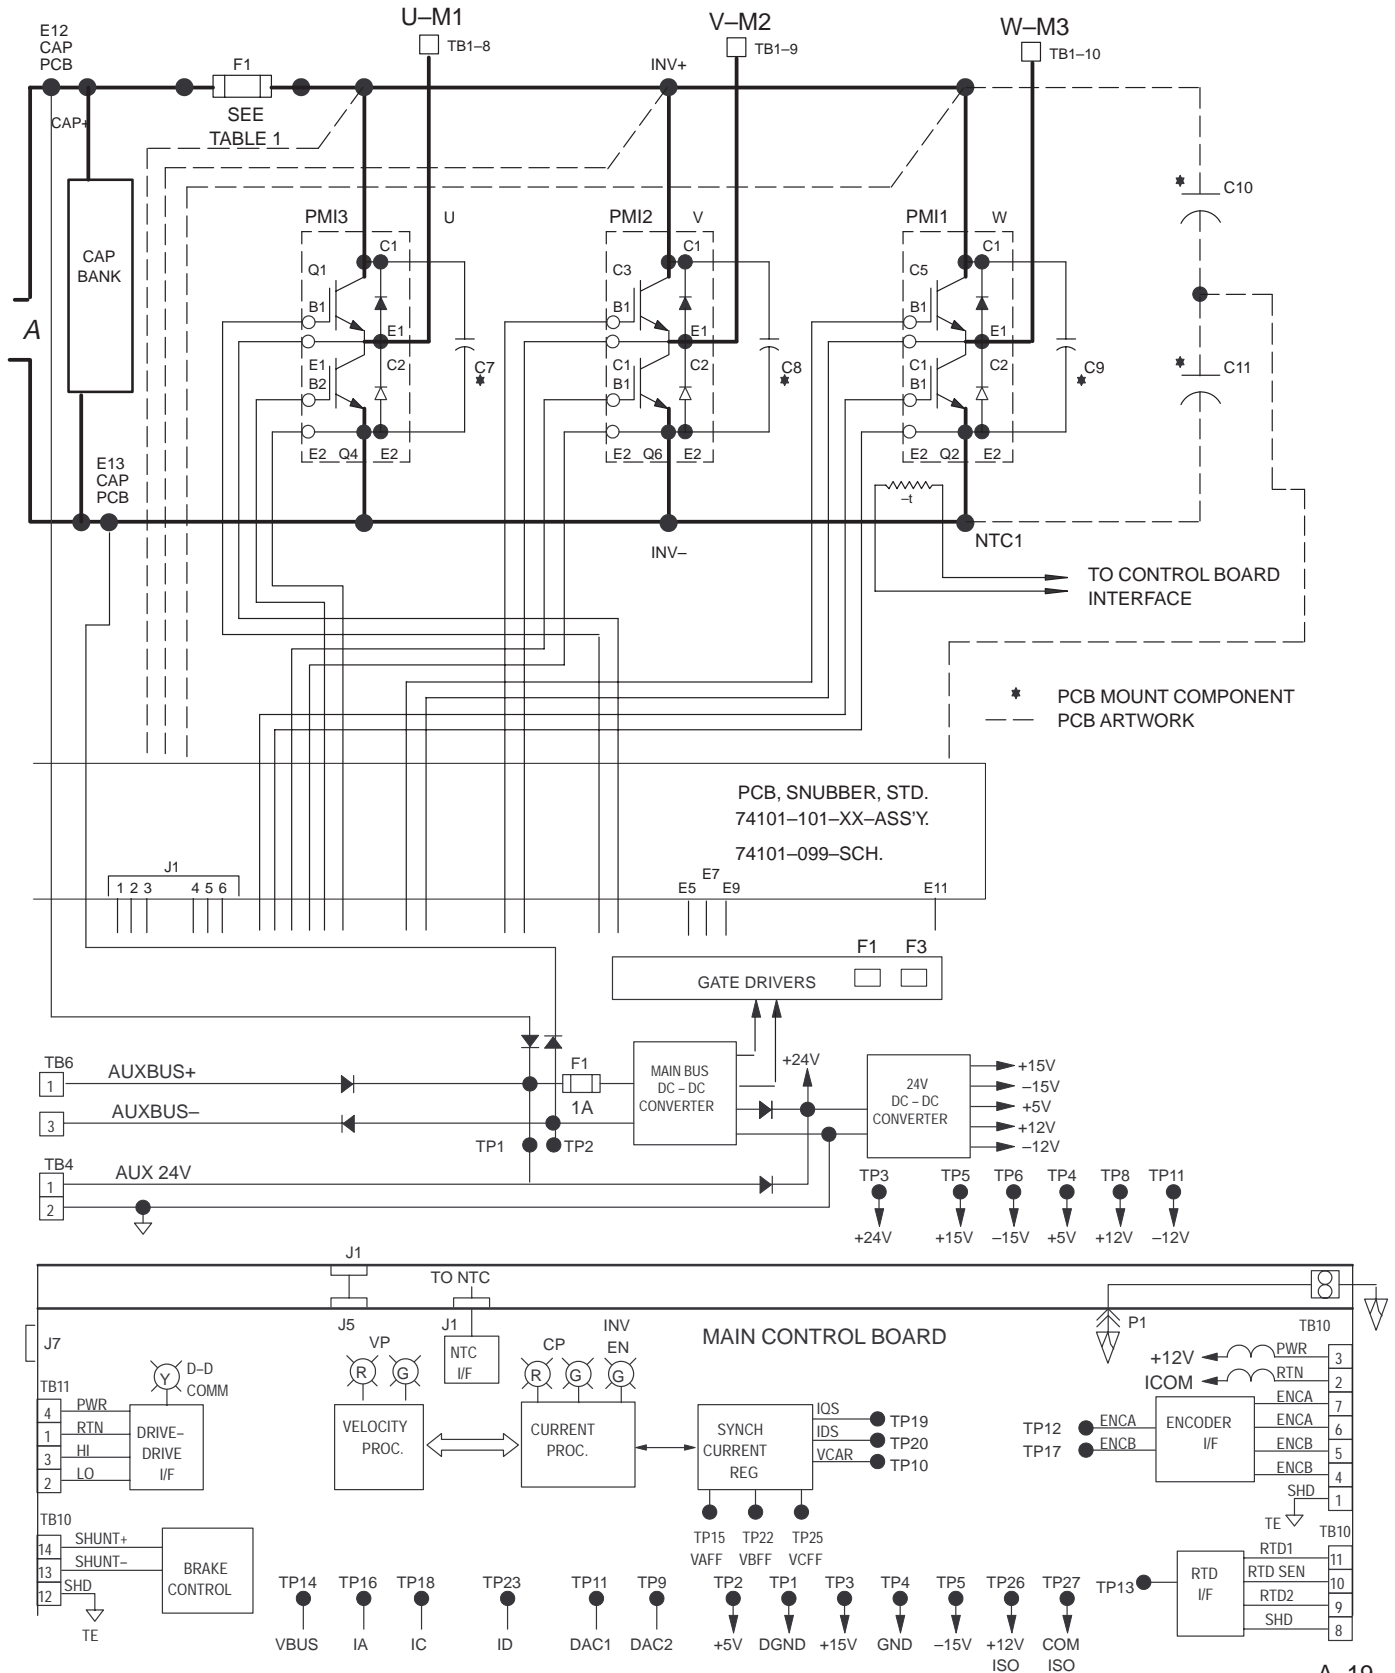 U–M1
V–M2
W–M3
TB1–8
TB1–9
TB1–10
E12
CAP
PCB
F1
INV+
SEE
TABLE 1
CAP+
CAP
BANK
A
PMI3
U
PMI2
V
PMI1
W
C10
C11
Q1
C1
B1
E1
E1
C2
B2
E2
Q4
E2
C7
C3
C1
B1
E1
C1
C2
B1
E2
Q6
E2
C8
C5
C1
B1
E1
C1
C2
B1
E2
Q2
E2
C9
E13
CAP
PCB
–t
NTC1
INV–
TO CONTROL BOARD
INTERFACE
PCB MOUNT COMPONENT
PCB ARTWORK
PCB, SNUBBER, STD.
74101–101–XX–ASS'Y.
74101–099–SCH.
J1
1 2 3 4 5 6
E5
E7
E9
E11
F1
F3
GATE DRIVERS
TB6
1
AUXBUS+
3
AUXBUS–
F1
1A
MAIN BUS
DC – DC
CONVERTER
+24V
24V
DC – DC
CONVERTER
+15V
–15V
+5V
+12V
–12V
TP1
TP2
TB4
1
AUX 24V
2
TP3
TP5
TP6
TP4
TP8
TP11
+24V
+15V
–15V
+5V
+12V
–12V
J1
TO NTC
J7
J5
J1
MAIN CONTROL BOARD
P1
TB10
VP
R
G
NTC
I/F
CP
R
G
INV
EN
G
Y
D–D
COMM
TB11
4
PWR
1
RTN
3
HI
2
LO
DRIVE–
DRIVE
I/F
VELOCITY
PROC.
CURRENT
PROC.
SYNCH
CURRENT
REG
IQS
TP19
IDS
TP20
VCAR
TP10
TP15
VAFF
TP22
VBFF
TP25
VCFF
+12V
PWR
3
ICOM
RTN
2
TP12
ENCA
TP17
ENCB
ENCODER
I/F
ENCA
7
ENCA
6
ENCB
5
ENCB
4
SHD
1
TE
TB10
14
SHUNT+
13
SHUNT–
12
SHD
TE
BRAKE
CONTROL
TB10
TP13
RTD
I/F
RTD1
11
RTD SEN
10
RTD2
9
SHD
8
TP14
TP16
TP18
TP23
TP11
TP9
TP2
TP1
TP3
TP4
TP5
TP26
TP27
VBUS
IA
IC
ID
DAC1
DAC2
+5V
DGND
+15V
GND
–15V
+12V
ISO
COM
ISO